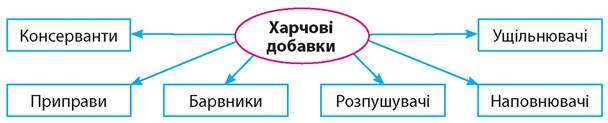 Харчові
добавки
Консерванти
Ущільнювачі
Приправи
Барвники
Розпушувачі
Наповнювачі